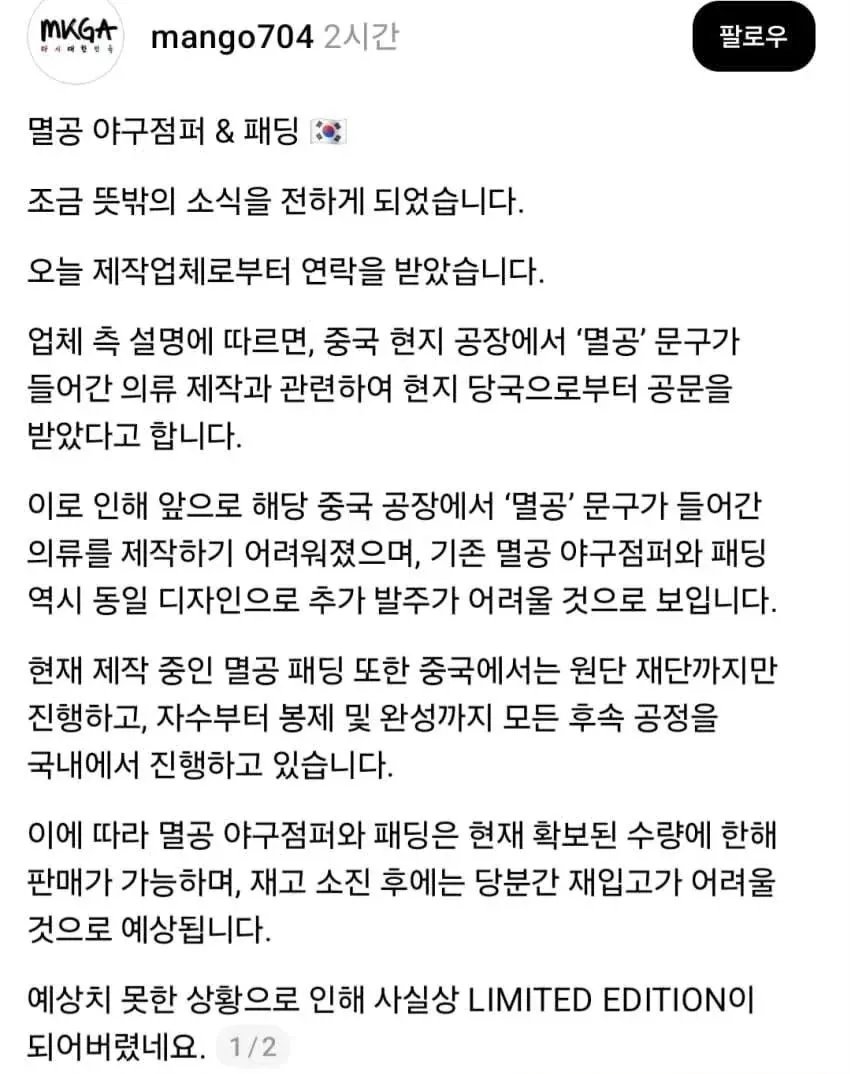 MKGA
다시대한민국
mango704 2시간
팔로우
멸공 야구점퍼 & 패딩 🇰🇷
조금 뜻밖의 소식을 전하게 되었습니다.
오늘 제작업체로부터 연락을 받았습니다.
업체 측 설명에 따르면, 중국 현지 공장에서 ‘멸공’ 문구가
들어간 의류 제작과 관련하여 현지 당국으로부터 공문을
받았다고 합니다.
이로 인해 앞으로 해당 중국 공장에서 ‘멸공’ 문구가 들어간
의류를 제작하기 어려워졌으며, 기존 멸공 야구점퍼와 패딩
역시 동일 디자인으로 추가 발주가 어려울 것으로 보입니다.
현재 제작 중인 멸공 패딩 또한 중국에서는 원단 재단까지만
진행하고, 자수부터 봉제 및 완성까지 모든 후속 공정을
국내에서 진행하고 있습니다.
이에 따라 멸공 야구점퍼와 패딩은 현재 확보된 수량에 한해
판매가 가능하며, 재고 소진 후에는 당분간 재입고가 어려울
것으로 예상됩니다.
예상치 못한 상황으로 인해 사실상 LIMITED EDITION이
되어버렸네요. 1/2